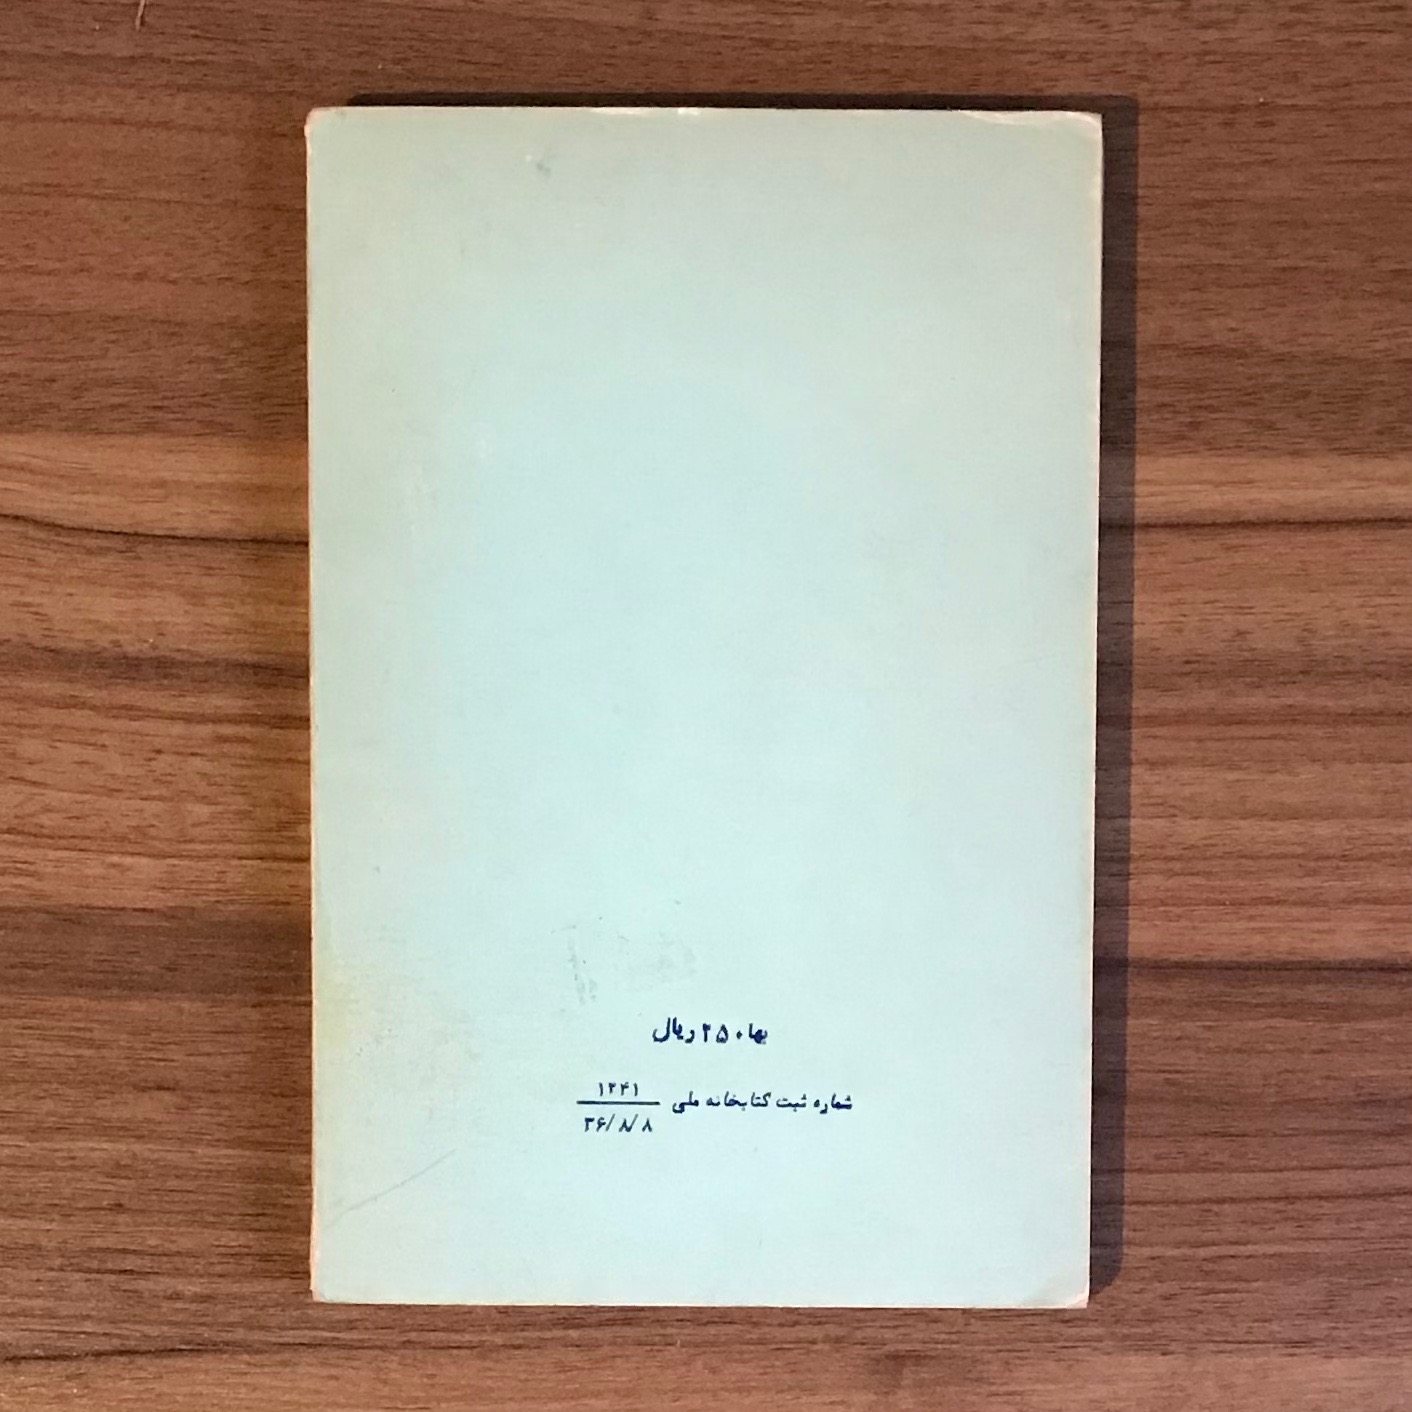 بها ۲۵۰ ریال
شماره ثبت کتابخانه ملی ۱۲۴۱
۳۶/۸/۸